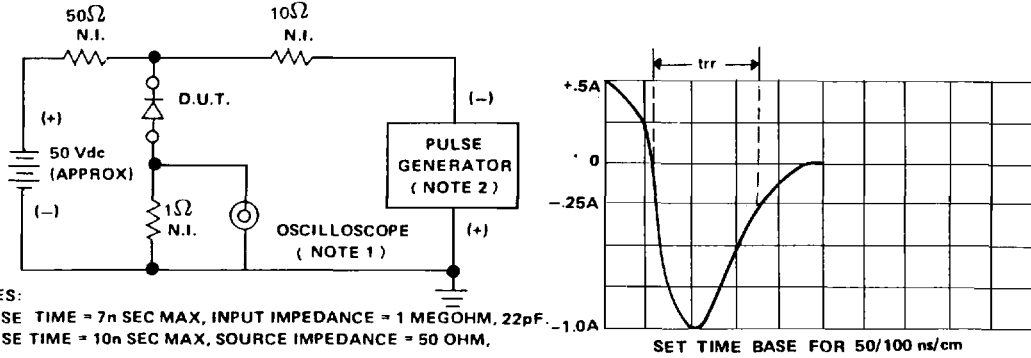 50Ω
N.I.
10Ω
N.I.
D.U.T.
(+)
50 Vdc
(APPROX)
(—)
1Ω
N.I.
OSCILLOSCOPE
( NOTE 1 )
(—)
PULSE
GENERATOR
( NOTE 2 )
(+)
ES:
SE TIME = 7n SEC MAX, INPUT IMPEDANCE = 1 MEGOHM, 22pF.
SE TIME = 10n SEC MAX, SOURCE IMPEDANCE = 50 OHM,
trr
+.5A
0
-.25A
-1.0A
SET TIME BASE FOR 50/100 ns/cm